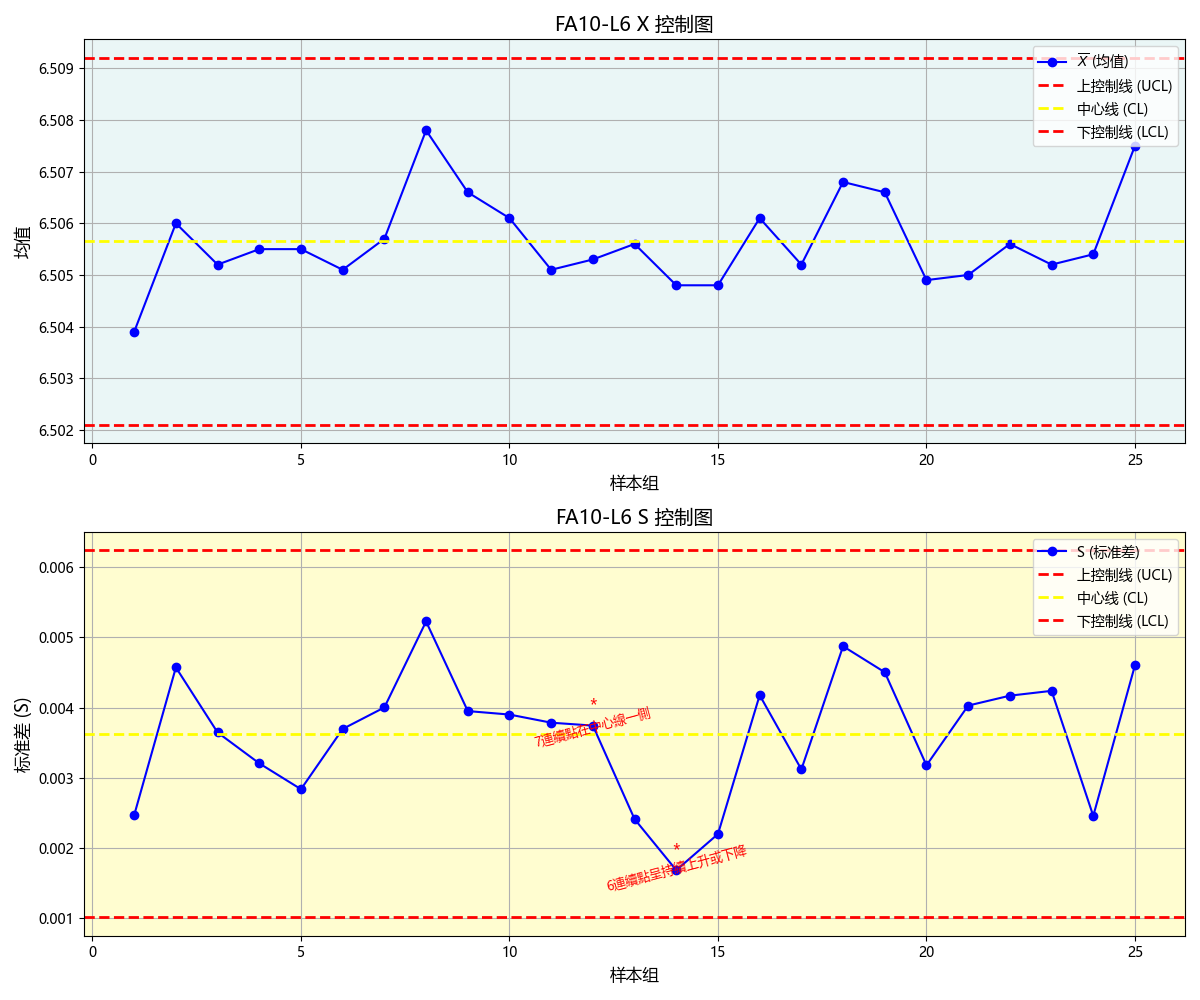 FA10-L6 X 控制图
均值
6.509
6.508
6.507
6.506
6.505
6.504
6.503
6.502
X̅ (均值)
上控制线 (UCL)
中心线 (CL)
下控制线 (LCL)
0 5 10 15 20 25
样本组
FA10-L6 S 控制图
标准差 (S)
0.006
0.005
0.004
0.003
0.002
0.001
S (标准差)
上控制线 (UCL)
中心线 (CL)
下控制线 (LCL)
*
7連續點在中心線一側
*
6連續點呈持續上升或下降
0 5 10 15 20 25
样本组